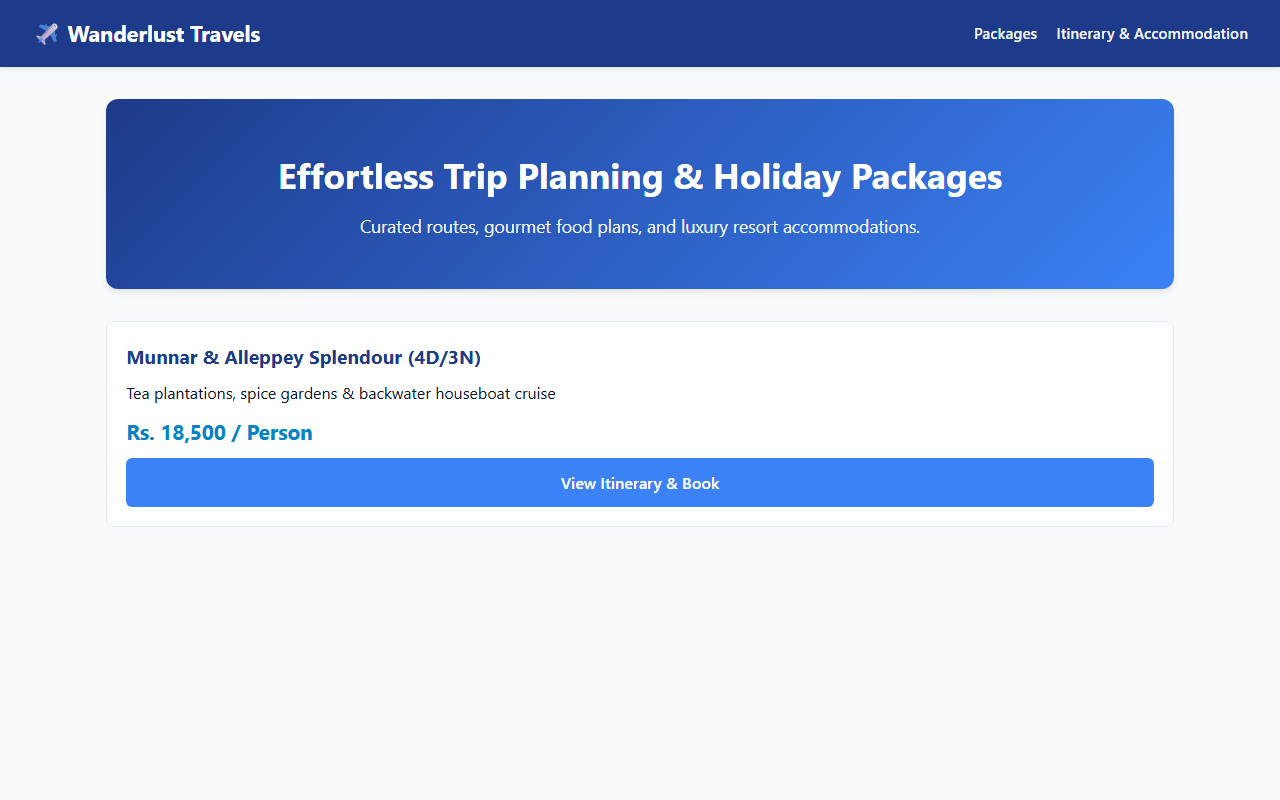 Wanderlust Travels
Packages
Itinerary & Accommodation
Effortless Trip Planning & Holiday Packages
Curated routes, gourmet food plans, and luxury resort accommodations.
Munnar & Alleppey Splendour (4D/3N)
Tea plantations, spice gardens & backwater houseboat cruise
Rs. 18,500 / Person
View Itinerary & Book